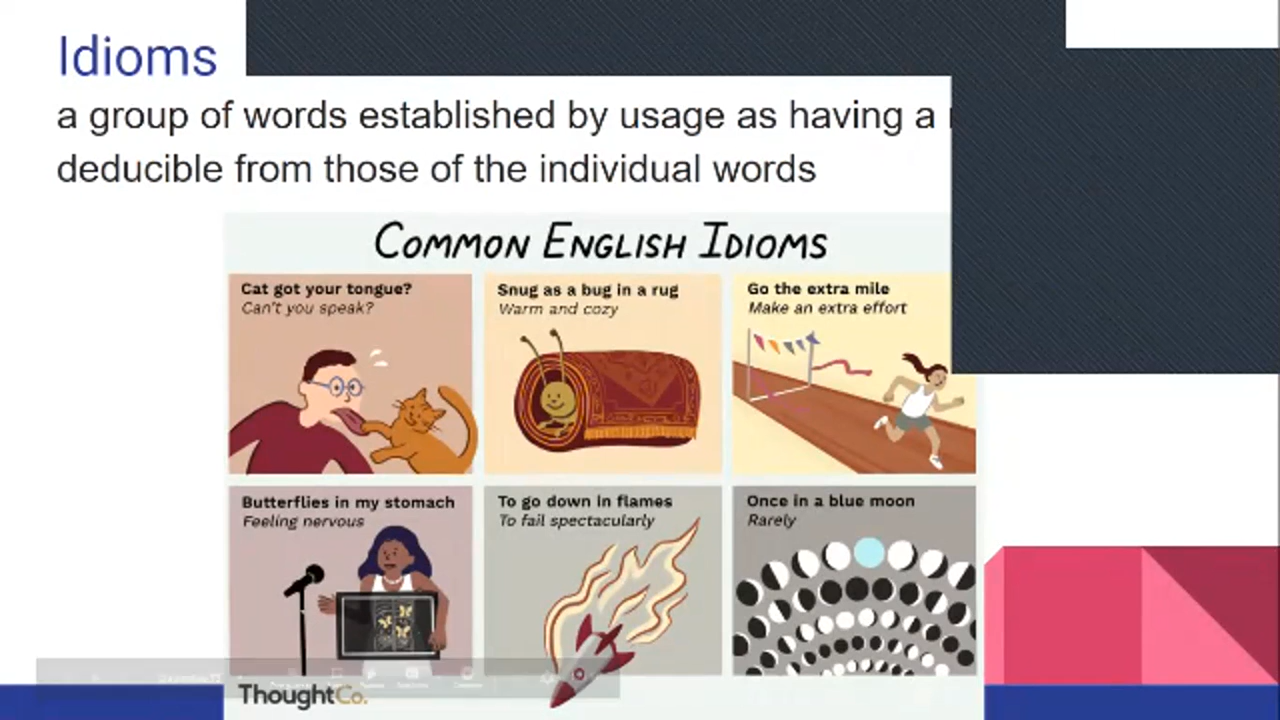 Idioms
a group of words established by usage as having a
deducible from those of the individual words
COMMON ENGLISH IDIOMS
Cat got your tongue?
Can't you speak?
Snug as a bug in a rug
Warm and cozy
Go the extra mile
Make an extra effort
Butterflies in my stomach
Feeling nervous
To go down in flames
To fail spectacularly
Once in a blue moon
Rarely
ThoughtCo.